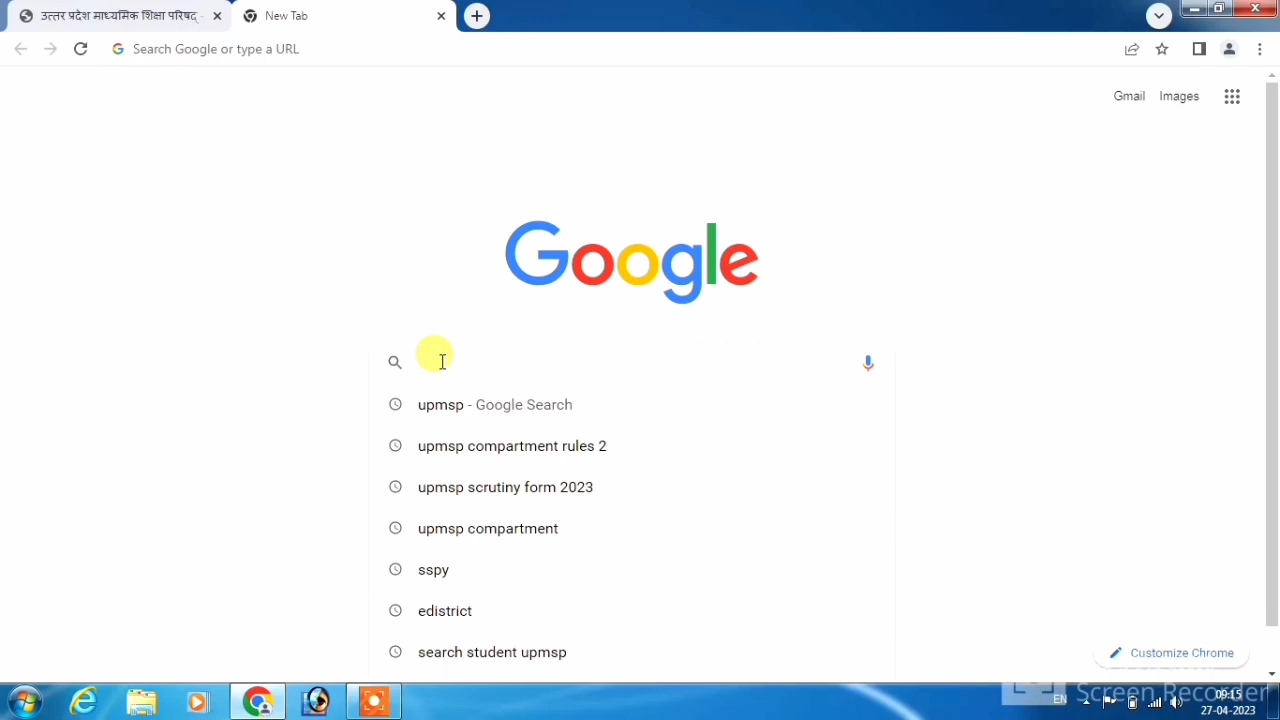 उत्तर प्रदेश माध्यमिक शिक्षा परिषद् -
New Tab
Search Google or type a URL
Gmail
Images
Google
upmsp - Google Search
upmsp compartment rules 2
upmsp scrutiny form 2023
upmsp compartment
sspy
edistrict
search student upmsp
Customize Chrome
EN
Screen Recorder
09:15
27-04-2023